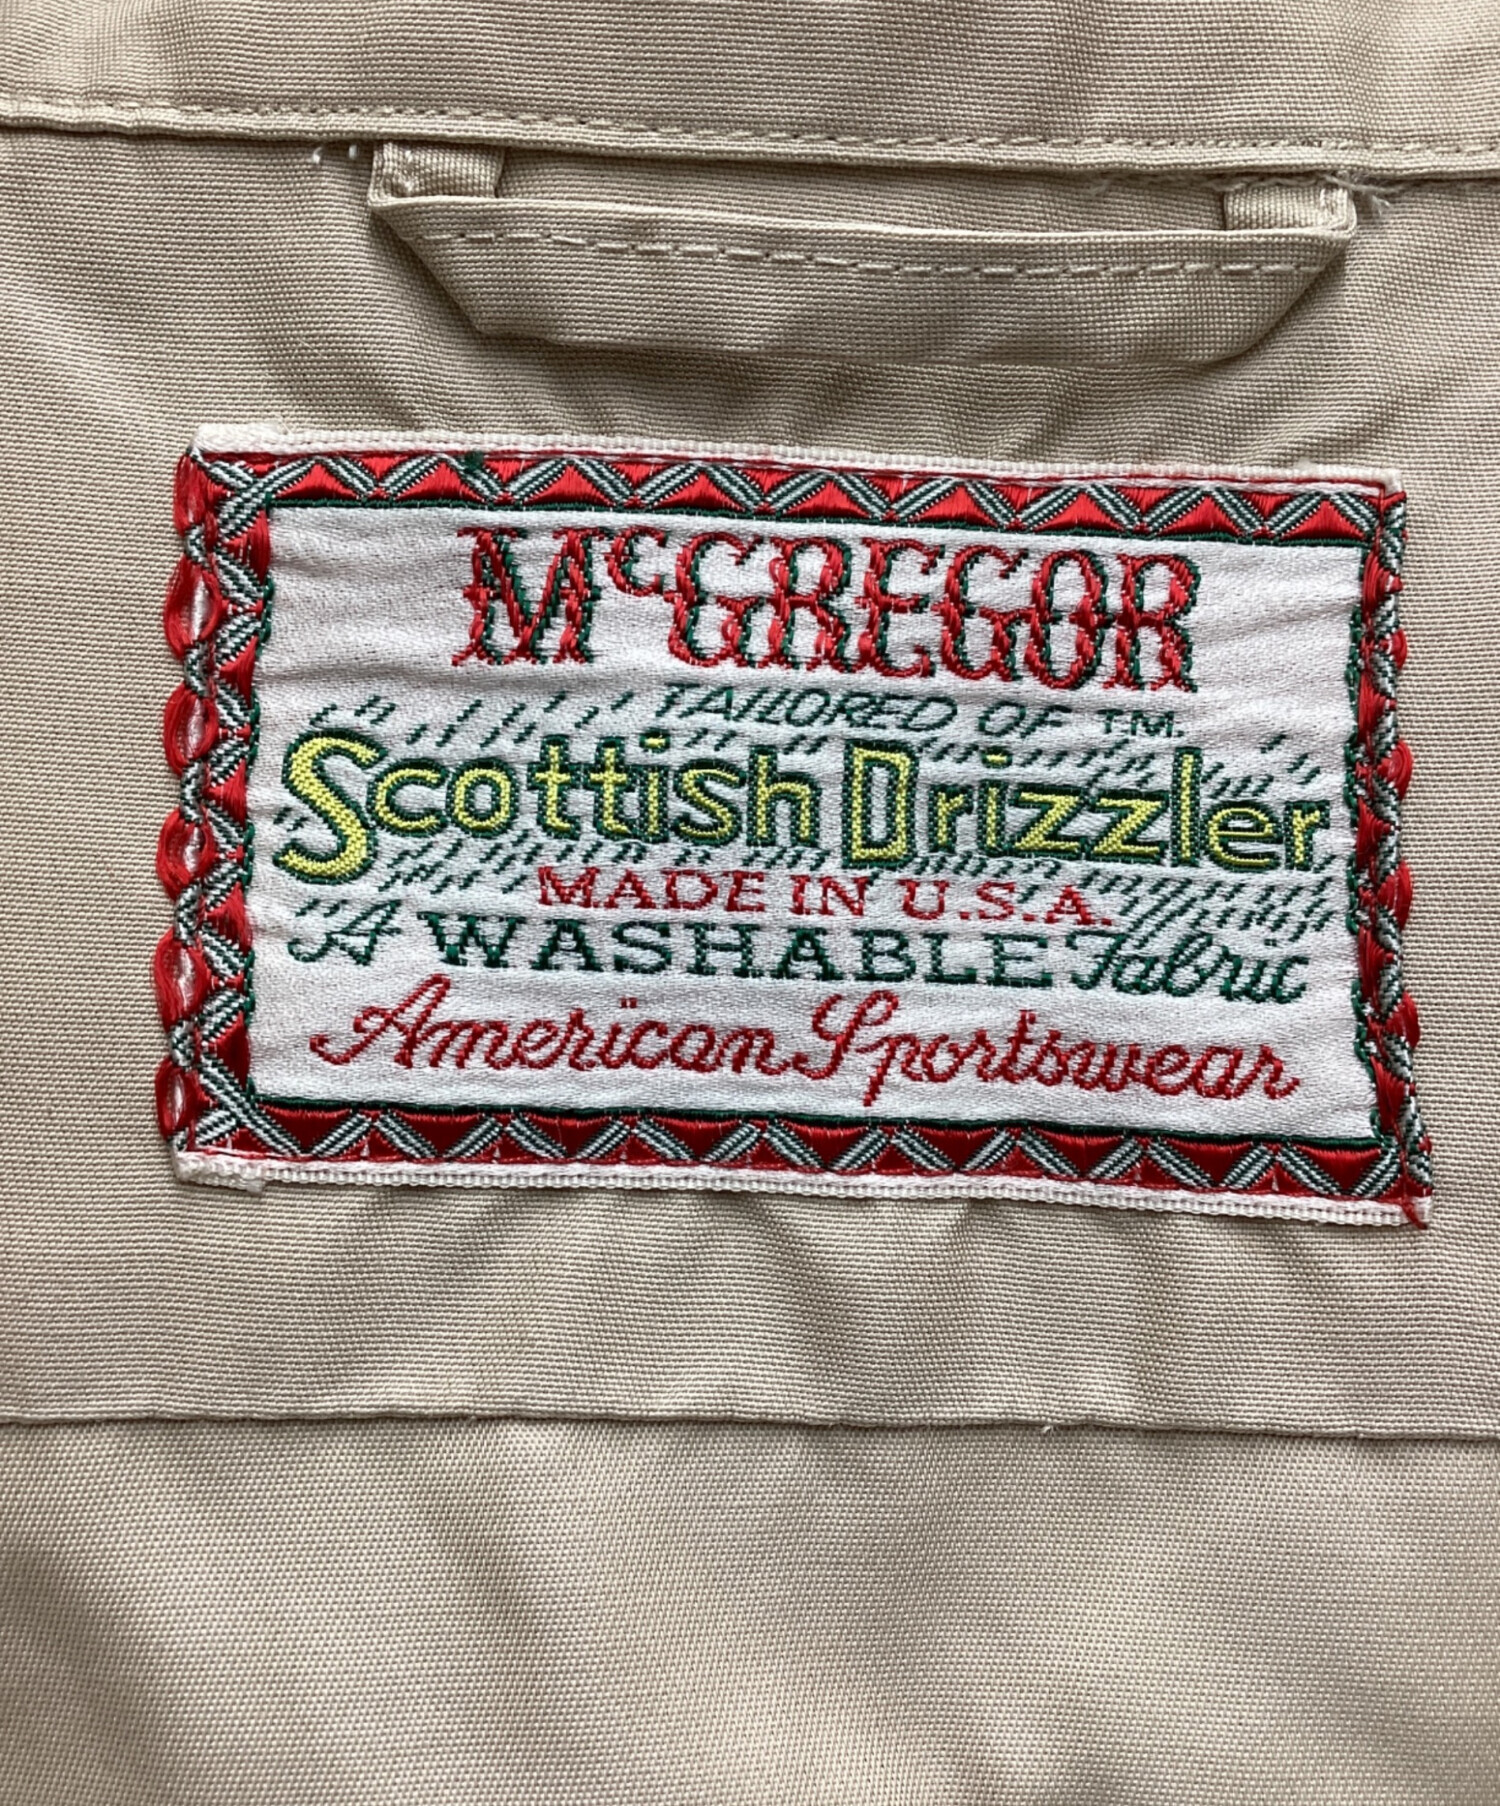 McGREGOR
TAILORED OF T.M.
Scottish Drizzler
MADE IN U.S.A.
A WASHABLE Fabric
American Sportswear